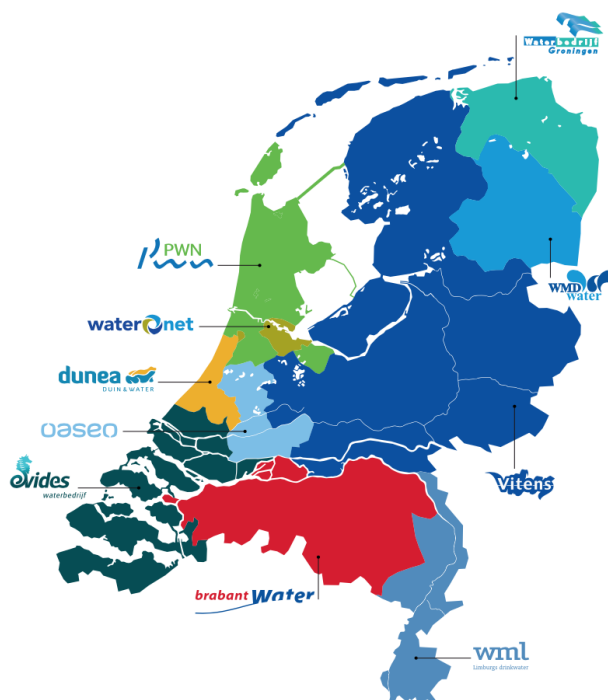 Waterbedrijf
Groningen
PWN
WMD
water
waternet
dunea
DUIN & WATER
oasen
Vitens
evides
waterbedrijf
brabant Water
wml
Limburgs drinkwater